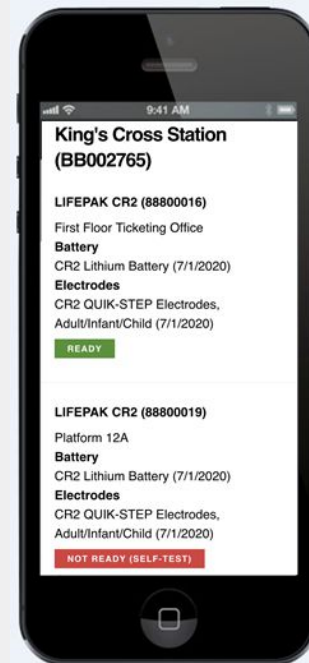 9:41 AM
King's Cross Station
(BB002765)
LIFEPAK CR2 (88800016)
First Floor Ticketing Office
Battery
CR2 Lithium Battery (7/1/2020)
Electrodes
CR2 QUIK-STEP Electrodes,
Adult/Infant/Child (7/1/2020)
READY
LIFEPAK CR2 (88800019)
Platform 12A
Battery
CR2 Lithium Battery (7/1/2020)
Electrodes
CR2 QUIK-STEP Electrodes,
Adult/Infant/Child (7/1/2020)
NOT READY (SELF-TEST)